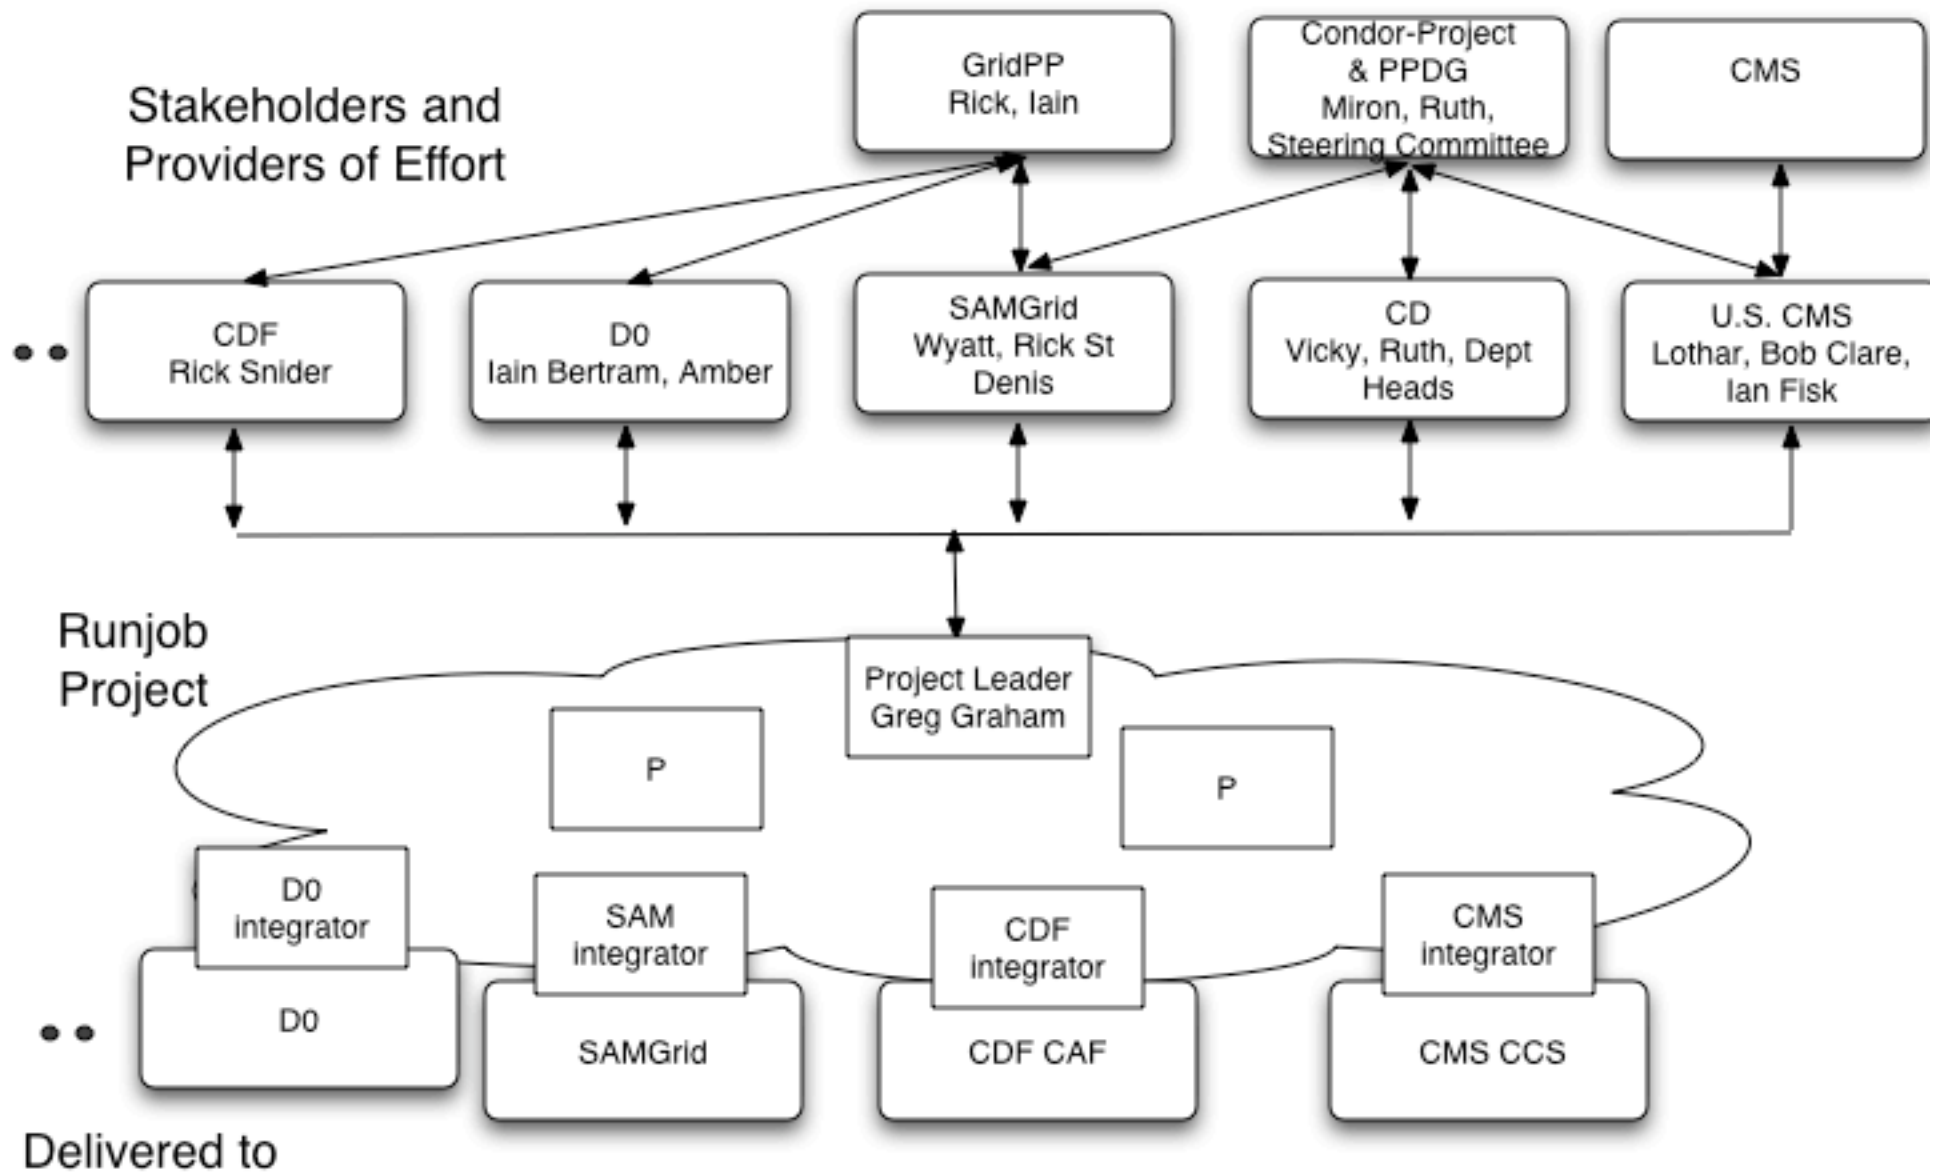 GridPP
Rick, Iain
Condor-Project
& PPDG
Miron, Ruth,
Steering Committee
CMS
Stakeholders and
Providers of Effort
CDF
Rick Snider
D0
Iain Bertram, Amber
SAMGrid
Wyatt, Rick St
Denis
CD
Vicky, Ruth, Dept
Heads
U.S. CMS
Lothar, Bob Clare,
Ian Fisk
Runjob
Project
Project Leader
Greg Graham
P
P
D0
integrator
SAM
integrator
CDF
integrator
CMS
integrator
D0
SAMGrid
CDF CAF
CMS CCS
Delivered to